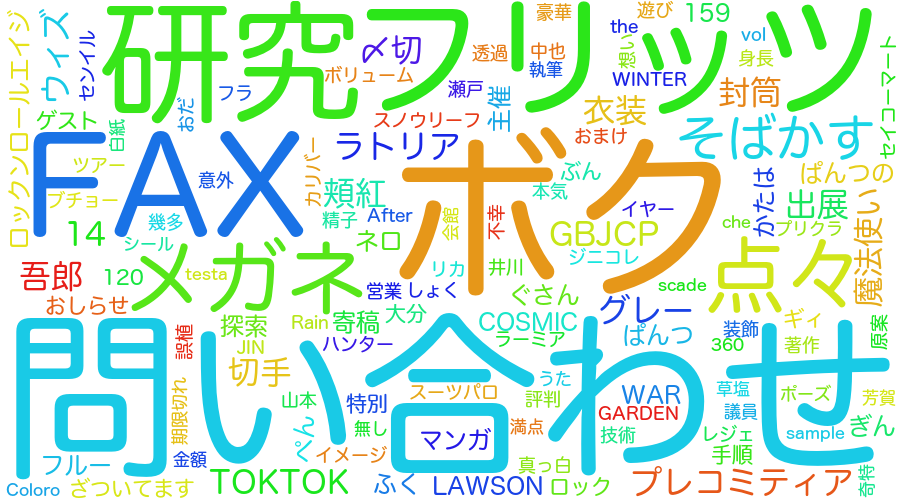 ロックンロールエイジ
ウィズ
センイル
研究
フリッツ
〆切
豪華
遊び
159
the
想い
vol
身長
透過
中也
執筆
WINTER
ボリューム
瀬戸
主催
衣装
封筒
セイコーマート
フラ
おだ
ゲスト
白紙
スノウリーフ
おまけ
そばかす
FAX
ラトリア
ボク
ツアー
ブチョー
意外
カリバー
頬紅
ぶん
本気
ぱんつの
かたは
出展
魔法使い
幾多
精子
After
会館
不幸
イヤー
che
プリクラ
14
シール
ネロ
GBJCP
ジニコレ
点々
吾郎
120
testa
メガネ
リカ
井川
営業
しょく
ぐさん
scade
おしらせ
探索
Rain
寄稿
大分
COSMIC
グレー
ぱんつ
装飾
ギィ
誤植
JIN
ハンター
ラーミア
360
著作
原案
問い合わせ
切手
期限切れ
山本
特別
スーツパロ
うた
WAR
草塩
ポーズ
芳賀
ぺん
無し
マンガ
評判
満点
GARDEN
議員
技術
レジェ
sample
ぎん
フルー
金額
イメージ
真っ白
手順
Coloro
ざついてます
TOKTOK
ふく
LAWSON
ロック
プレコミティア
奇特